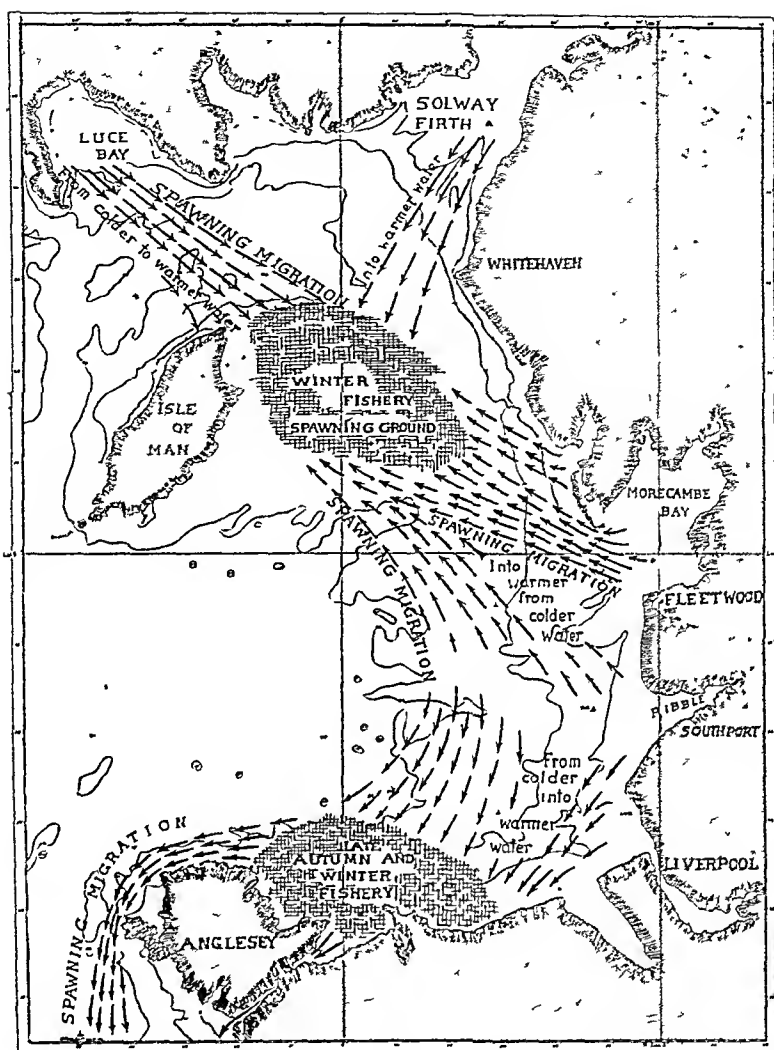 SOLWAY
FIRTH
LUCE
BAY
SPAWNING MIGRATION
From colder to warmer water
Into warmer water
WHITEHAVEN
WINTER
FISHERY
SPAWNING GROUND
ISLE
OF
MAN
MORECAMBE
BAY
SPAWNING MIGRATION
SPAWNING MIGRATION
Into
warmer
from
colder
water
FLEETWOOD
RIBBLE
SOUTHPORT
From
colder
into
warmer
water
LATE
AUTUMN AND
WINTER
FISHERY
LIVERPOOL
SPAWNING MIGRATION
ANGLESEY